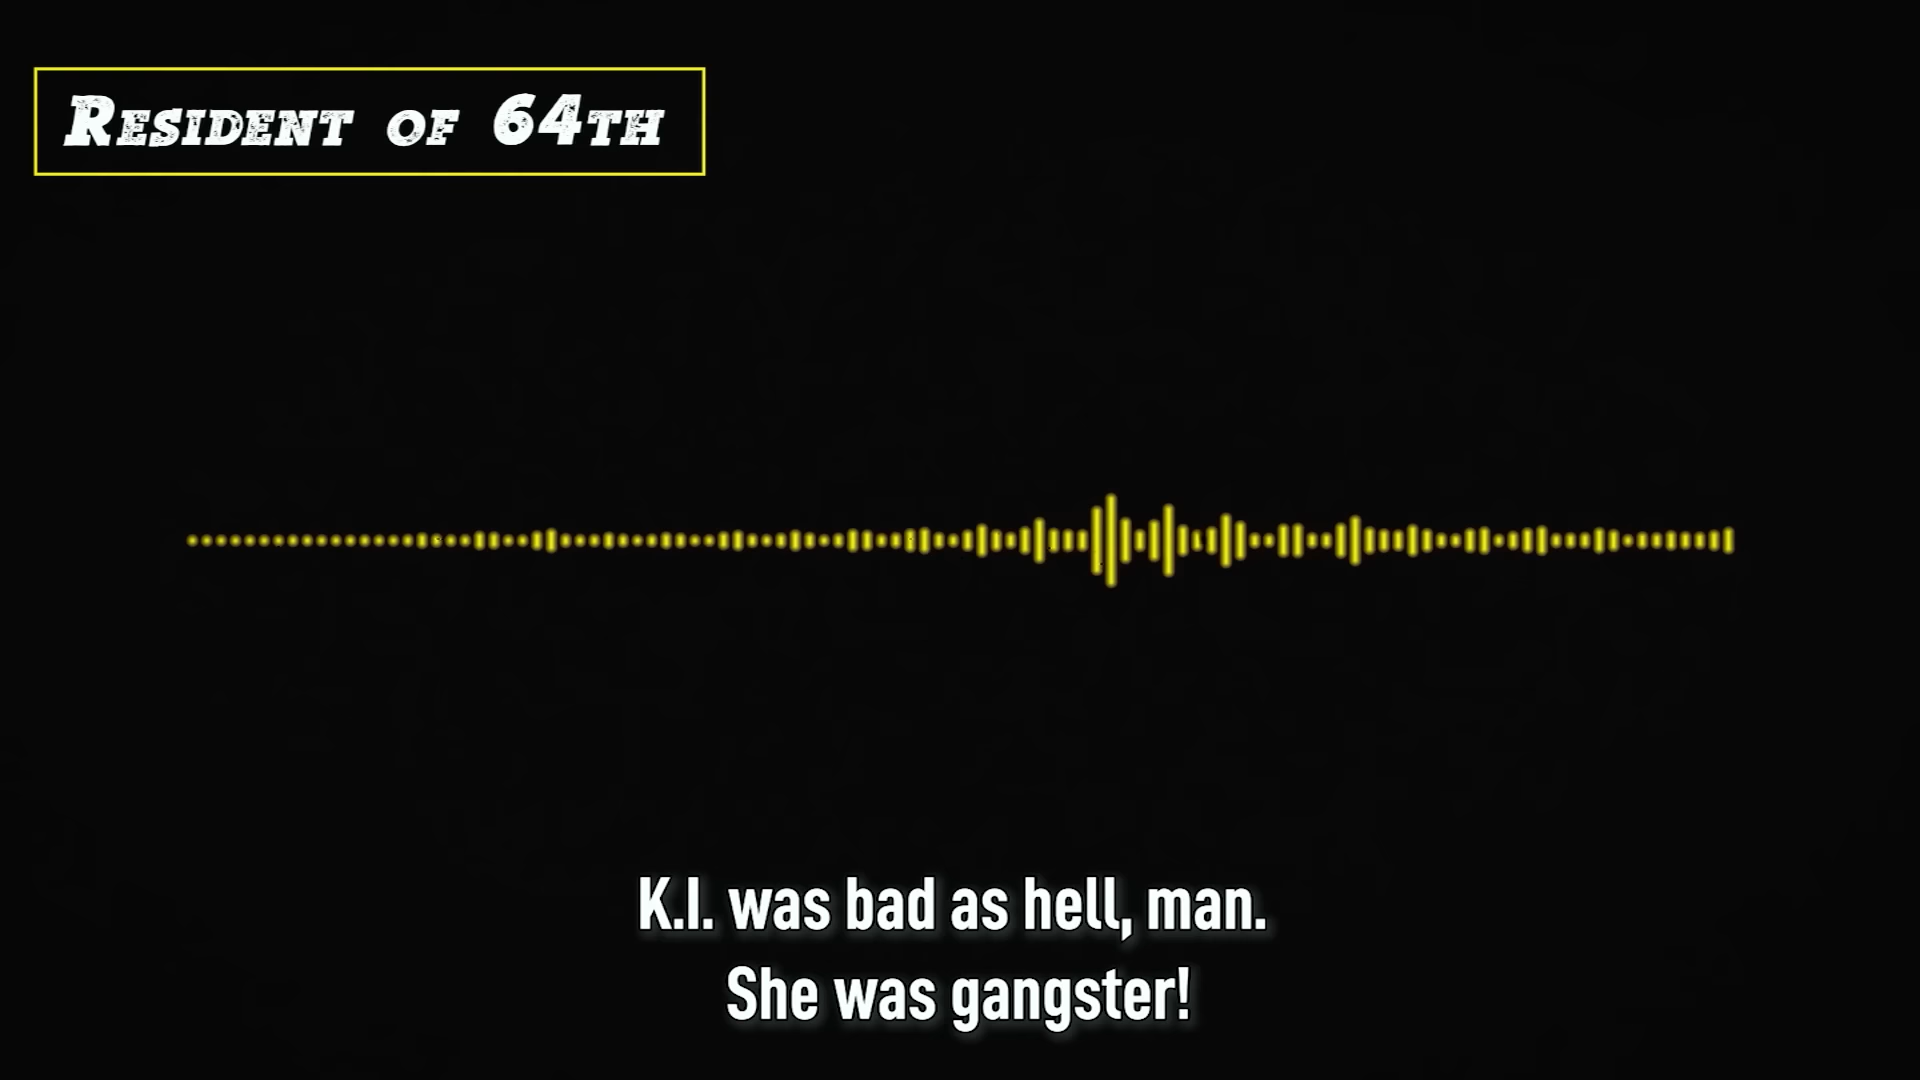 Resident of 64th
K.I. was bad as hell, man.
She was gangster!